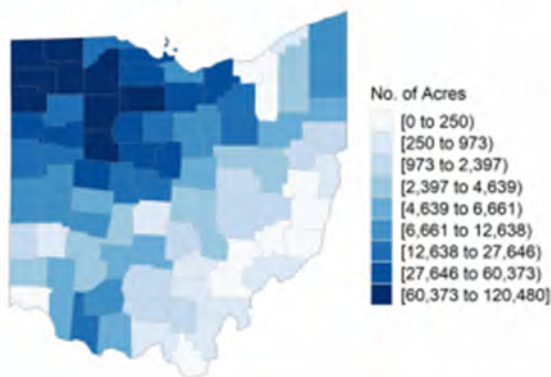 No. of Acres
[0 to 250)
[250 to 973)
[973 to 2,397)
[2,397 to 4,639)
[4,639 to 6,661)
[6,661 to 12,638)
[12,638 to 27,646)
[27,646 to 60,373)
[60,373 to 120,480]